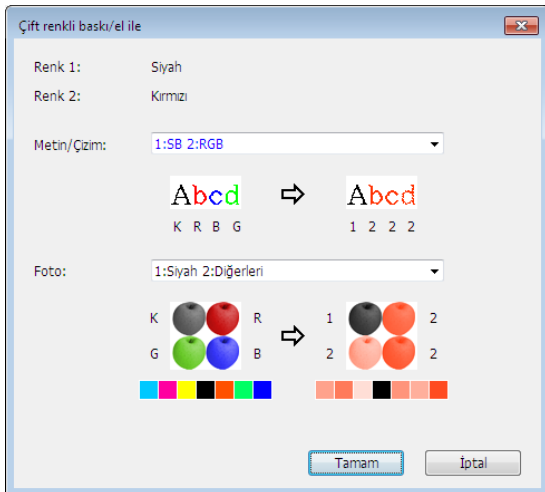 Çift renkli baskı/el ile
Renk 1: Siyah
Renk 2: Kırmızı
Metin/Çizim: 1:SB 2:RGB
Abcd Abcd
K R B G 1 2 2 2
Foto: 1:Siyah 2:Diğerleri
K R 1 2
G B 2 2
Tamam İptal